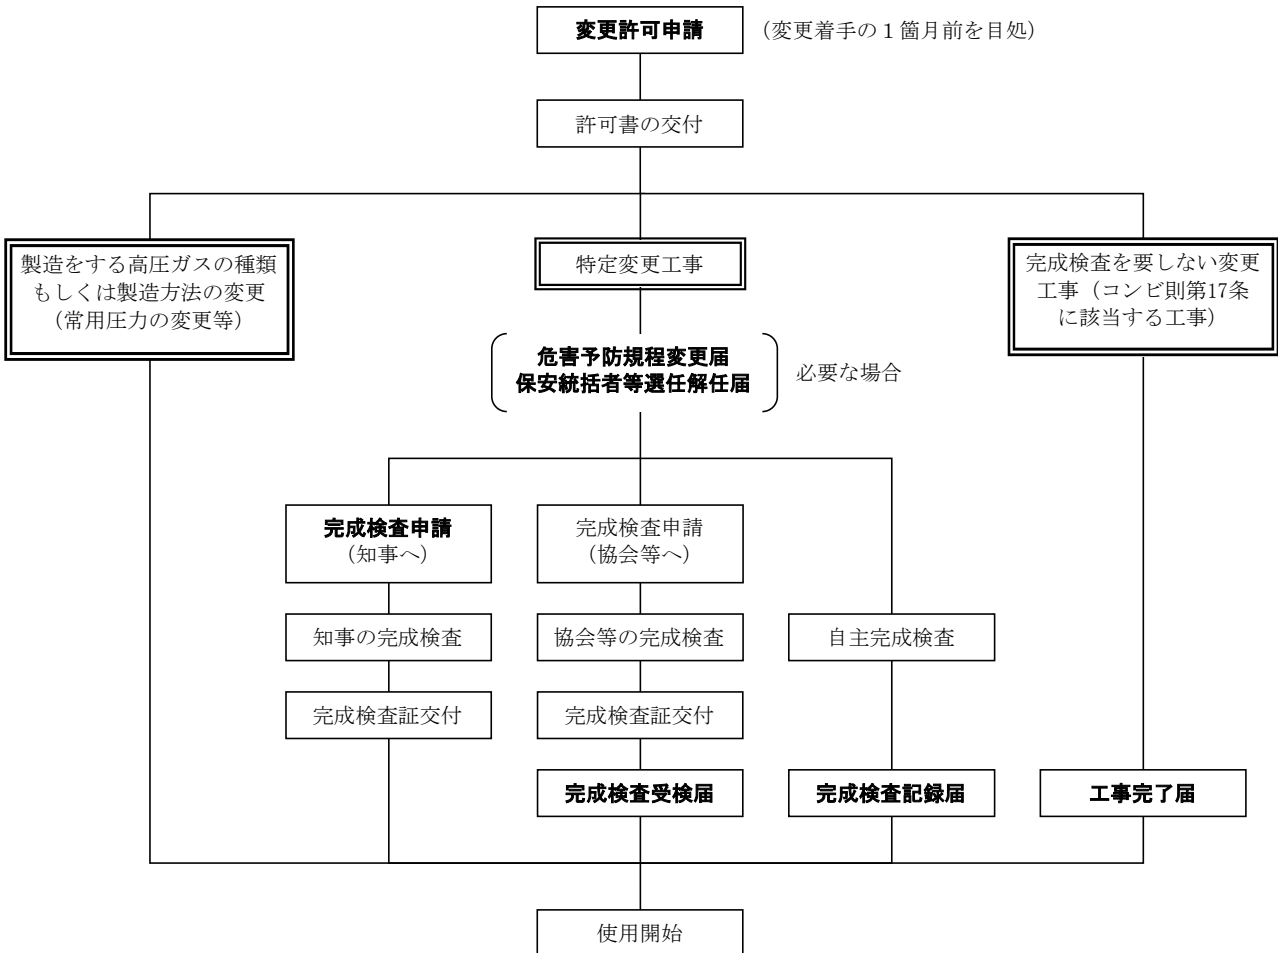 変更許可申請 （変更着手の１箇月前を目処）
許可書の交付
製造をする高圧ガスの種類
もしくは製造方法の変更
（常用圧力の変更等）
特定変更工事
完成検査を要しない変更
工事（コンビ則第17条
に該当する工事）
危害予防規程変更届
保安統括者等選任解任届
必要な場合
完成検査申請
（知事へ）
完成検査申請
（協会等へ）
知事の完成検査
協会等の完成検査
自主完成検査
完成検査証交付
完成検査証交付
完成検査受検届
完成検査記録届
工事完了届
使用開始